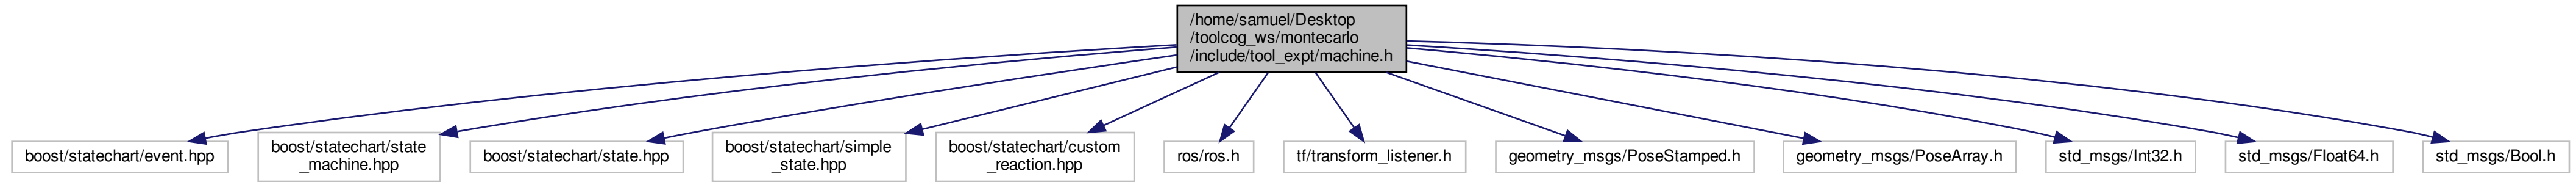 /home/samuel/Desktop
/toolcog_ws/montecarlo
/include/tool_expt/machine.h
boost/statechart/event.hpp
boost/statechart/state
_machine.hpp
boost/statechart/state.hpp
boost/statechart/simple
_state.hpp
boost/statechart/custom
_reaction.hpp
ros/ros.h
tf/transform_listener.h
geometry_msgs/PoseStamped.h
geometry_msgs/PoseArray.h
std_msgs/Int32.h
std_msgs/Float64.h
std_msgs/Bool.h